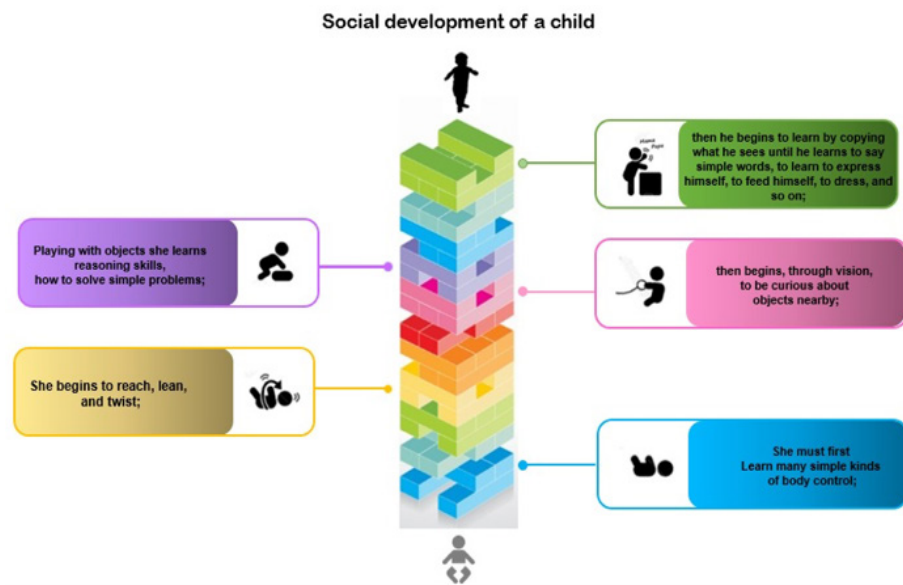 Social development of a child
then he begins to learn by copying
what he sees until he learns to say
simple words, to learn to express
himself, to feed himself, to dress, and
so on;
Playing with objects she learns
reasoning skills,
how to solve simple problems;
then begins, through vision,
to be curious about
objects nearby;
She begins to reach, lean,
and twist;
She must first
Learn many simple kinds
of body control;